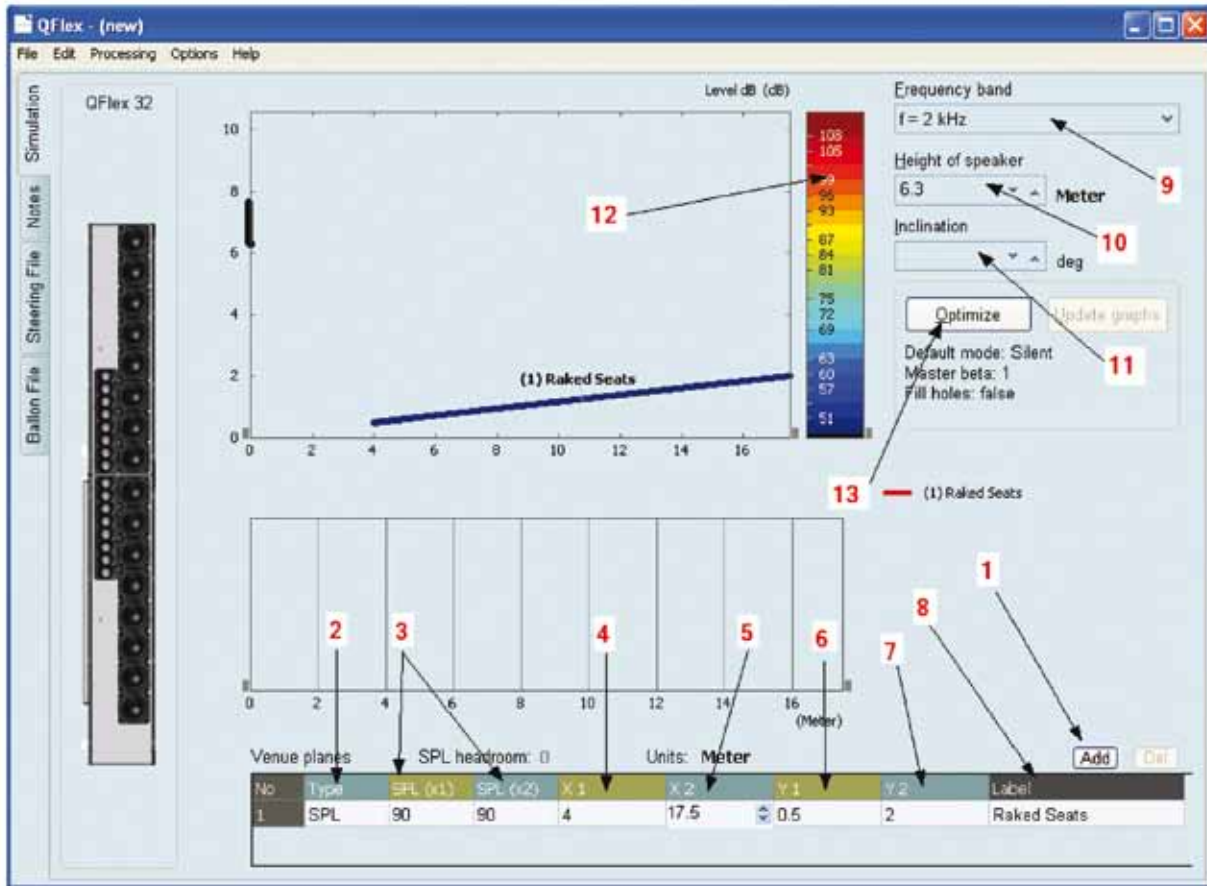 QFlex - (new)
File Edit Processing Options Help
Simulation
Notes
Steering File
Ballon File
QFlex 32
Level dB (dB)
10
8
6
4
2
0
0 2 4 6 8 10 12 14 16
(1) Raked Seats
108
105
99
96
93
87
84
81
75
72
69
63
60
57
51
12
Frequency band
f = 2 kHz
9
Height of speaker
6.3 Meter
10
Inclination
deg
Optimize Update graphs
11
Default mode: Silent
Master beta: 1
Fill holes: false
13
(1) Raked Seats
0 2 4 6 8 10 12 14 16
(Meter)
2 3 4 5 6 7 8 1
Venue planes SPL headroom: 0 Units: Meter Add Del
No Type SPL (x1) SPL (x2) X 1 X 2 Y 1 Y 2 Label
1 SPL 90 90 4 17.5 0.5 2 Raked Seats